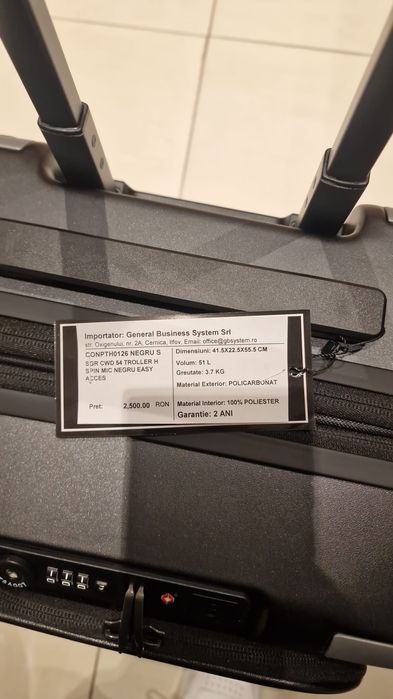 Importator: General Business System Srl
str. Oxigenului, nr. 2A, Cernica, Ilfov, Email: office@gbsystem.ro
CONPTH0126 NEGRU S
SGR CWD 54 TROLLER H
SPIN MIC NEGRU EASY
ACCES
Pret: 2,500.00 RON
Dimensiuni: 41.5X22.5X55.5 CM
Volum: 51 L
Greutate: 3.7 KG
Material Exterior: POLICARBONAT
Material Interior: 100% POLIESTER
Garantie: 2 ANI